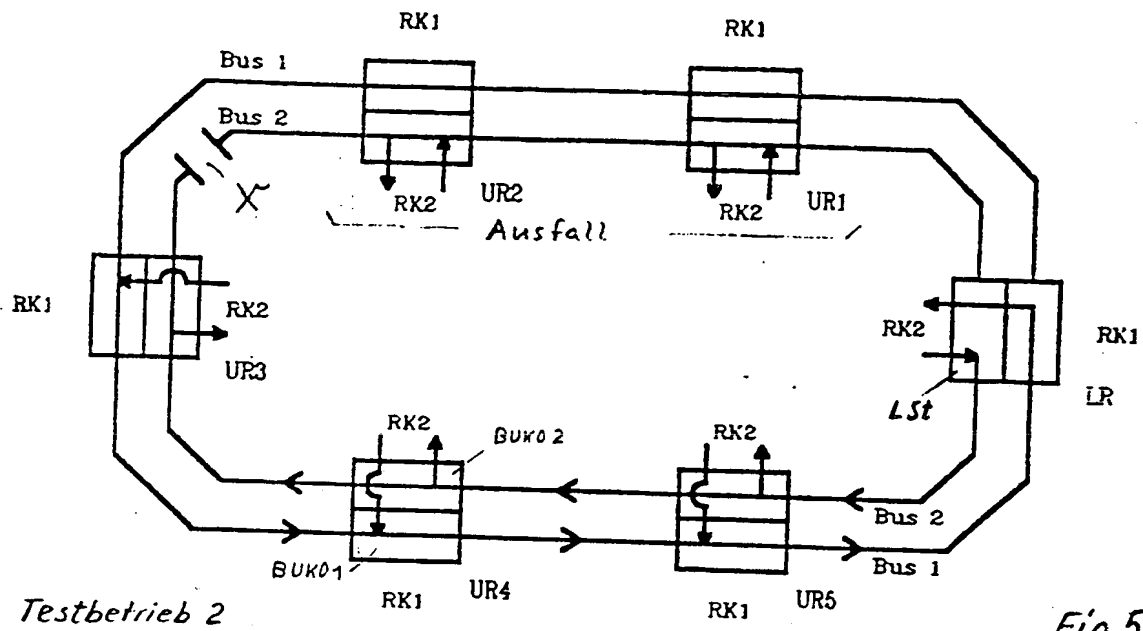 RK1
RK1
Bus 1
Bus 2
X
RK2
UR2
RK2
UR1
Ausfall
RK1
RK2
UR3
RK2
RK1
LSt
LR
RK2
BUKO 2
RK2
Bus 2
Bus 1
BUKO1
RK1
UR4
RK1
UR5
Testbetrieb 2
Fig 5